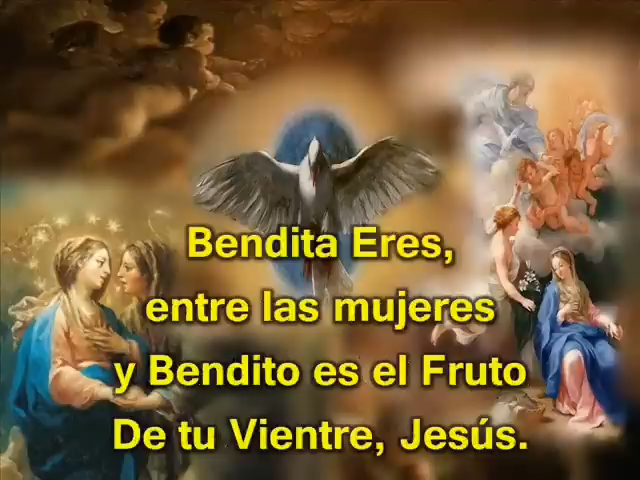 Bendita Eres,
entre las mujeres
y Bendito es el Fruto
De tu Vientre, Jesús.